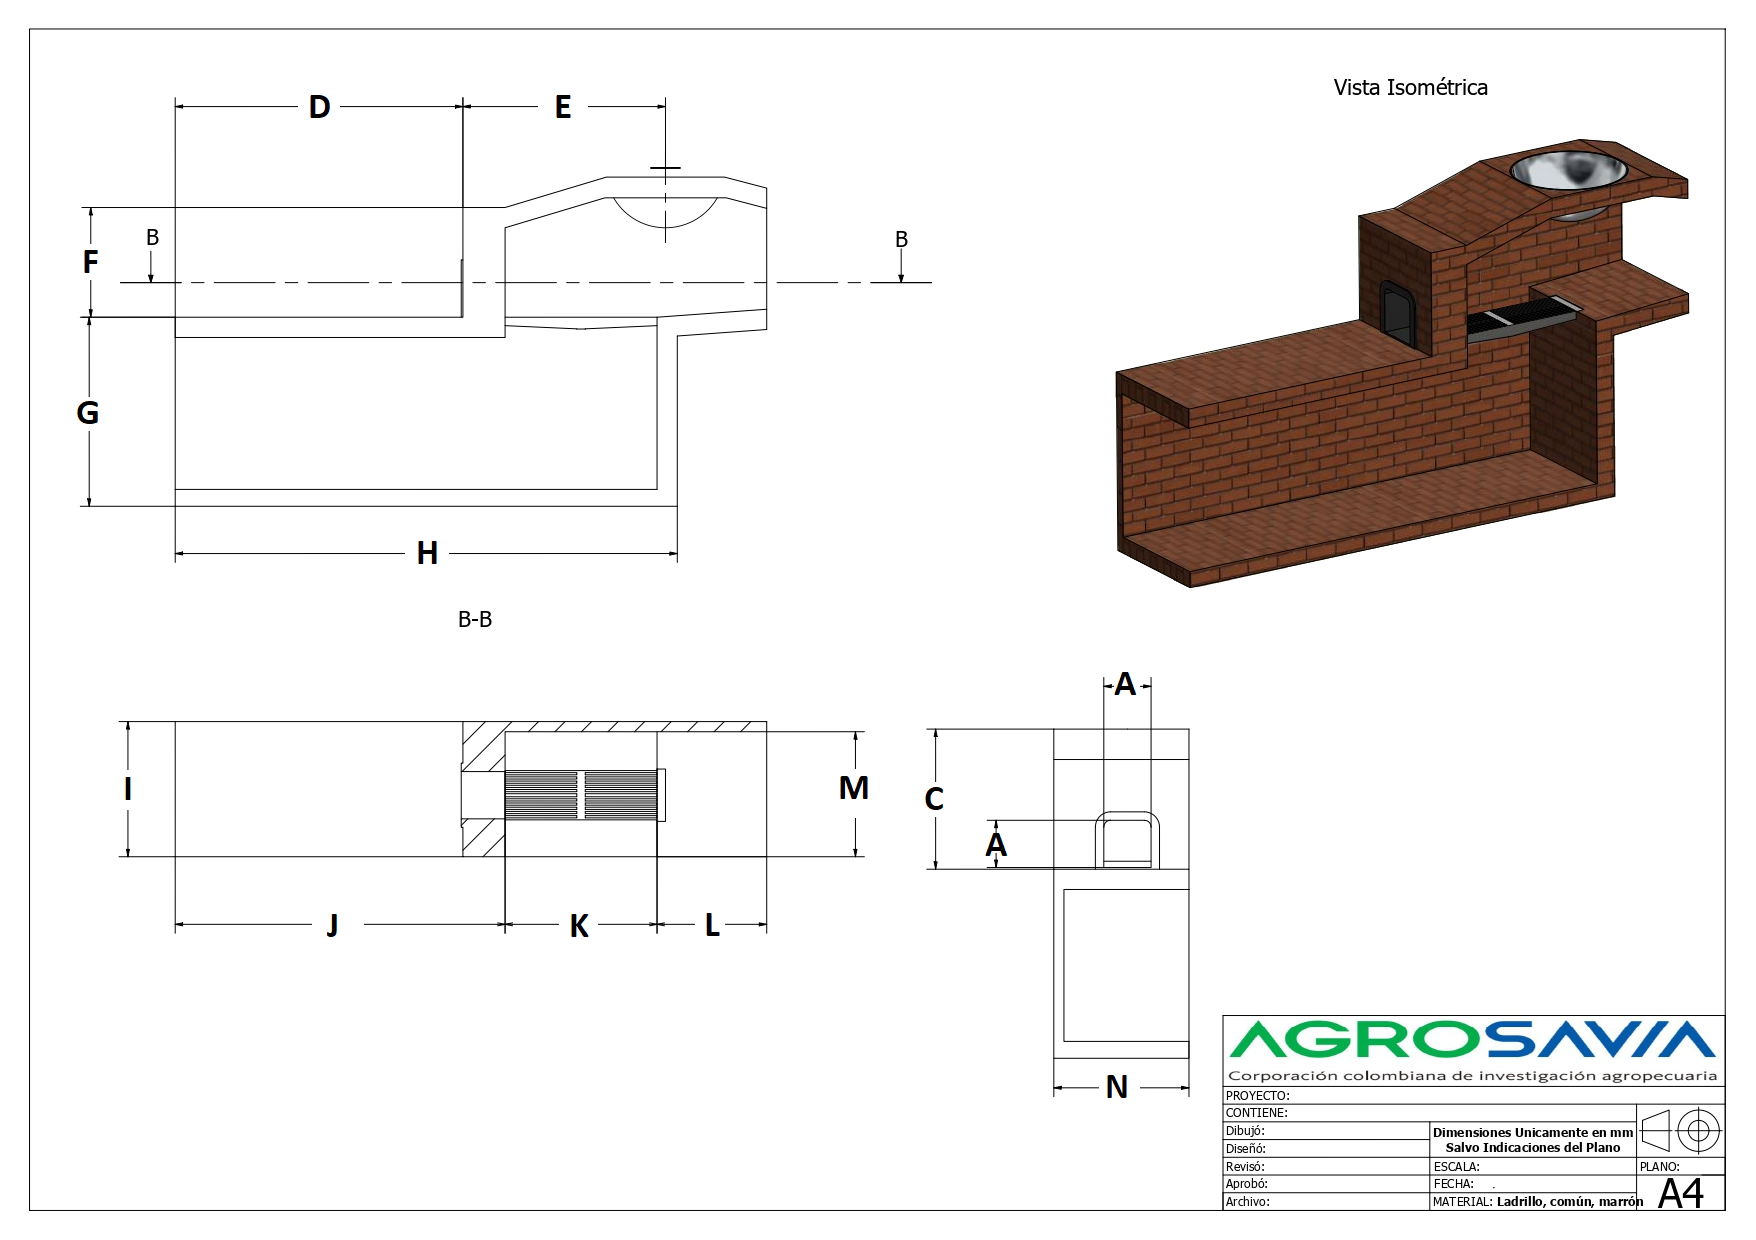 Vista Isométrica
D
E
B
B
F
G
H
B-B
A
I
M
C
A
J
K
L
N
AGROSAVIA
Corporación colombiana de investigación agropecuaria
PROYECTO:
CONTIENE:
Dibujó:
Dimensiones Unicamente en mm
Diseñó:
Salvo Indicaciones del Plano
Revisó:
ESCALA:
PLANO:
Aprobó:
FECHA: .
A4
Archivo:
MATERIAL: Ladrillo, común, marrón